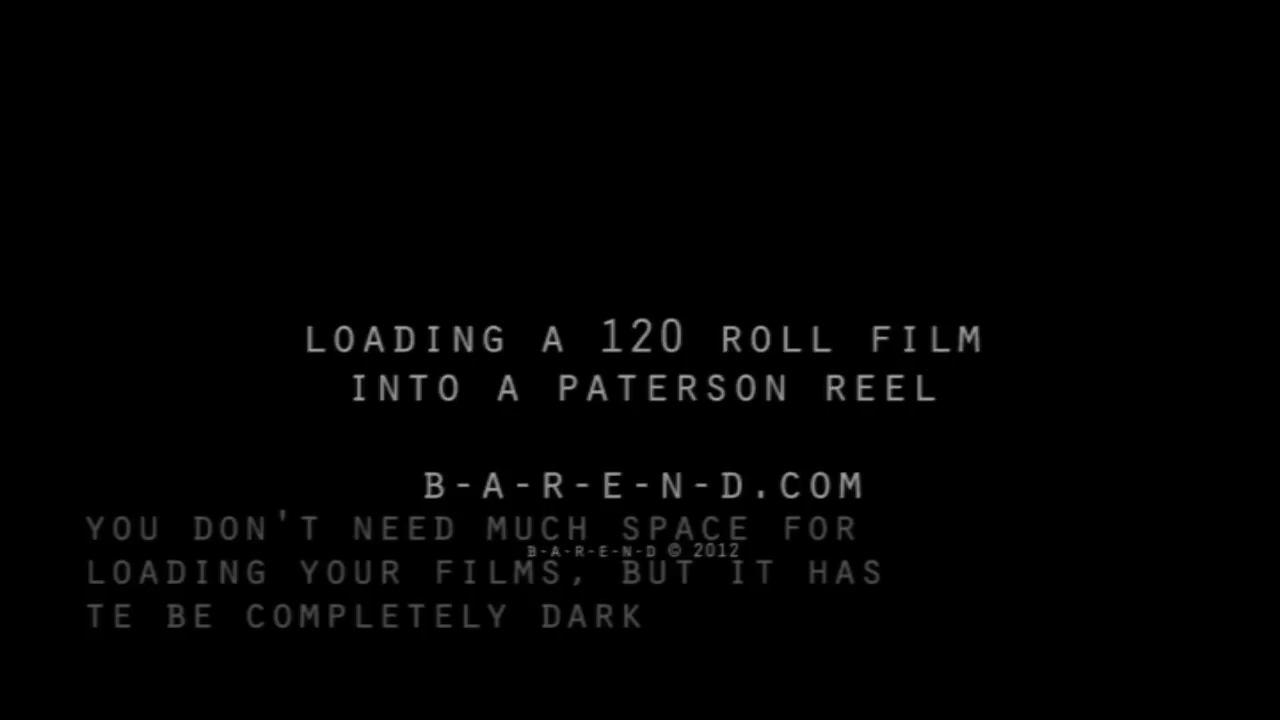 LOADING A 120 ROLL FILM
INTO A PATERSON REEL
B-A-R-E-N-D.COM
YOU DON'T NEED MUCH SPACE FOR
B-A-R-E-N-D © 2012
LOADING YOUR FILMS, BUT IT HAS
TE BE COMPLETELY DARK